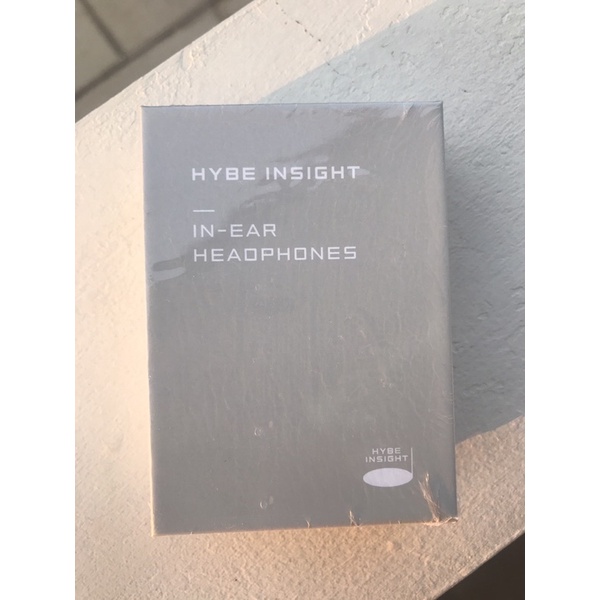 HYBE INSIGHT
—
IN-EAR
HEADPHONES
HYBE
INSIGHT